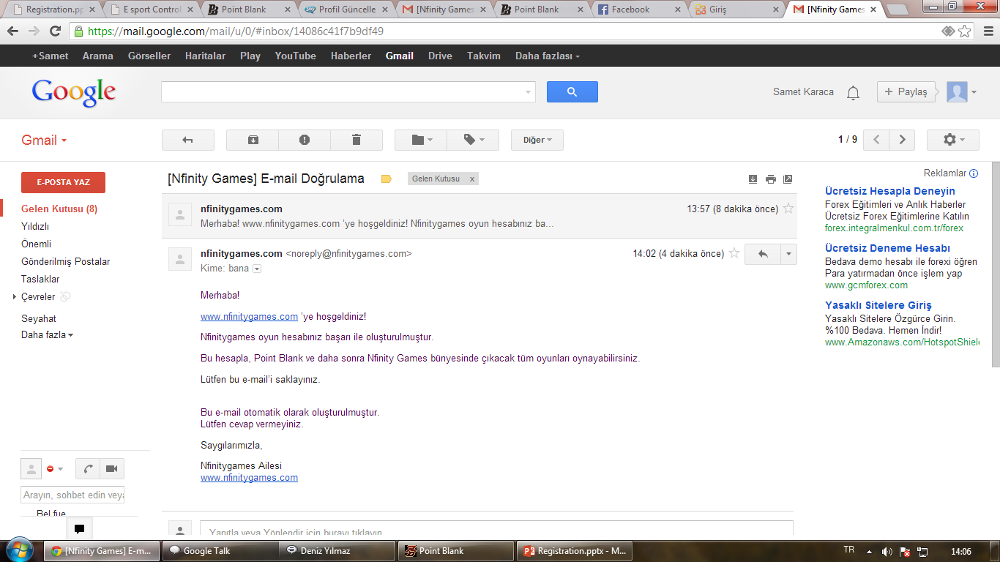 Registration.pp
E sport Control
Point Blank
Profil Güncelle
[Nfinity Games
Point Blank
Facebook
Giriş
[Nfinity Games
https://mail.google.com/mail/u/0/#inbox/14086c41f7b9df49
+Samet Arama Görseller Haritalar Play YouTube Haberler Gmail Drive Takvim Daha fazlası
Google
Samet Karaca
+ Paylaş
Gmail
Diğer
1 / 9
E-POSTA YAZ
Gelen Kutusu (8)
Yıldızlı
Önemli
Gönderilmiş Postalar
Taslaklar
Çevreler
Seyahat
Daha fazla
Arayın, sohbet edin veya
Bel fue
[Nfinity Games] E-mail Doğrulama
Gelen Kutusu x
nfinitygames.com
13:57 (8 dakika önce)
Merhaba! www.nfinitygames.com 'ye hoşgeldiniz! Nfinitygames oyun hesabınız ba...
nfinitygames.com <noreply@nfinitygames.com>
14:02 (4 dakika önce)
Kime: bana
Merhaba!
www.nfinitygames.com 'ye hoşgeldiniz!
Nfinitygames oyun hesabınız başarı ile oluşturulmuştur.
Bu hesapla, Point Blank ve daha sonra Nfinity Games bünyesinde çıkacak tüm oyunları oynayabilirsiniz.
Lütfen bu e-mail'i saklayınız.
Bu e-mail otomatik olarak oluşturulmuştur.
Lütfen cevap vermeyiniz.
Saygılarımızla,
Nfinitygames Ailesi
www.nfinitygames.com
Yanıtla veya Yönlendir için burayı tıklayın
Reklamlar
Ücretsiz Hesapla Deneyin
Forex Eğitimleri ve Anlık Haberler
Ücretsiz Forex Eğitimlerine Katılın
forex.integralmenkul.com.tr/forex
Ücretsiz Deneme Hesabı
Bedava demo hesabı ile forexi öğren
Para yatırmadan önce işlem yap
www.gcmforex.com
Yasaklı Sitelere Giriş
Yasaklı Sitelere Özgürce Girin.
%100 Bedava. Hemen İndir!
www.Amazonaws.com/HotspotShiel
[Nfinity Games] E-m...
Google Talk
Deniz Yılmaz
Point Blank
Registration.pptx - M...
TR
14:06